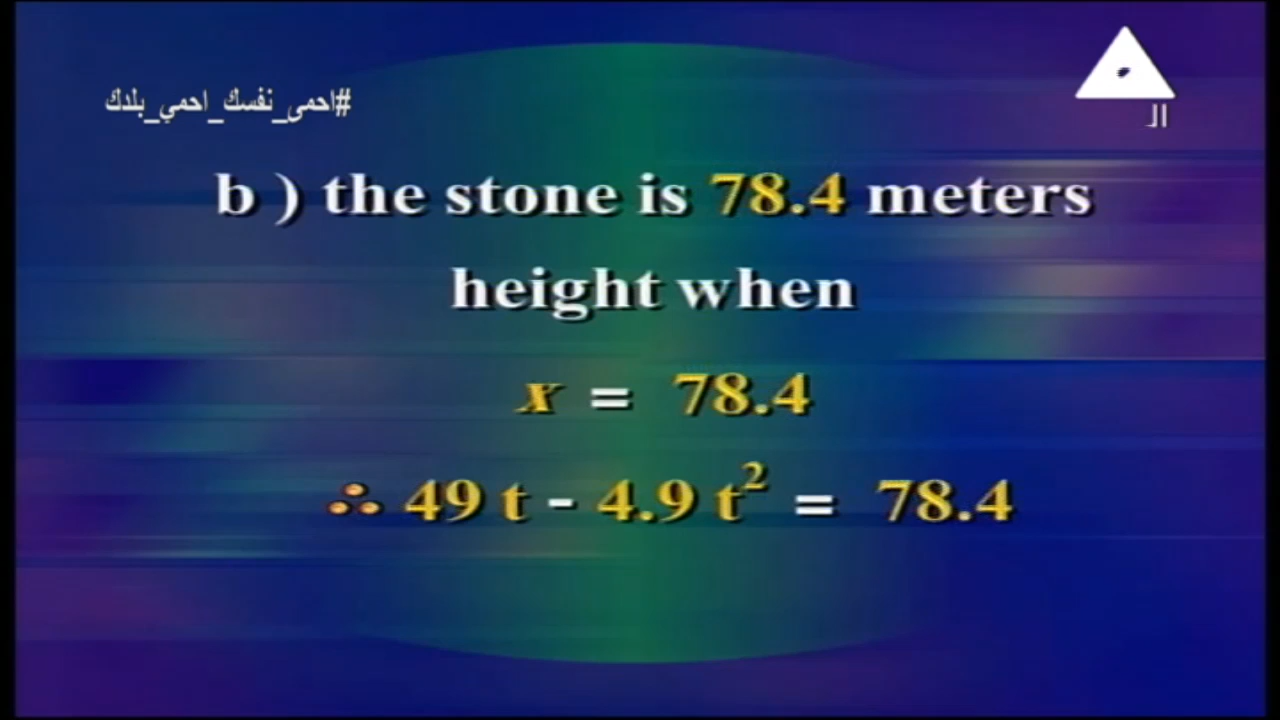 #احمى_نفسك_احمي_بلدك
b ) the stone is 78.4 meters
height when
x = 78.4
∴ 49 t - 4.9 t² = 78.4